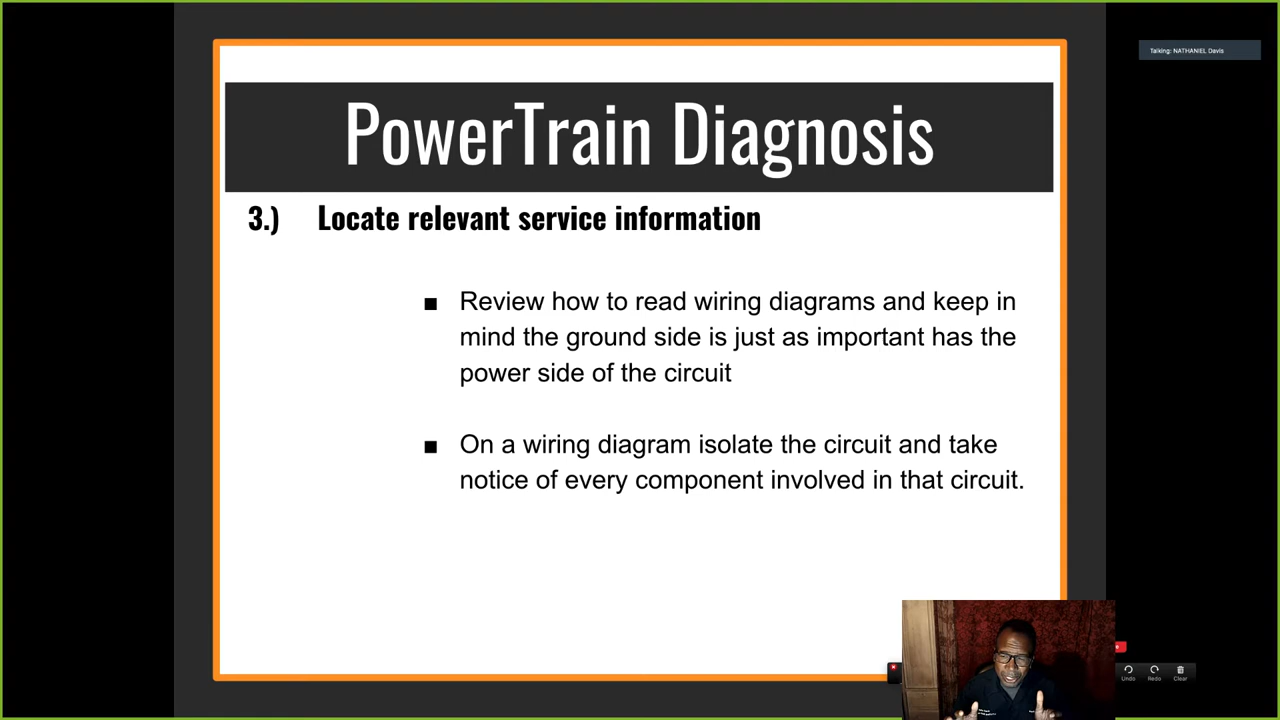 Talking: NATHANIEL Davis
PowerTrain Diagnosis
3.) Locate relevant service information
■ Review how to read wiring diagrams and keep in
mind the ground side is just as important has the
power side of the circuit
■ On a wiring diagram isolate the circuit and take
notice of every component involved in that circuit.
Undo Redo Clear